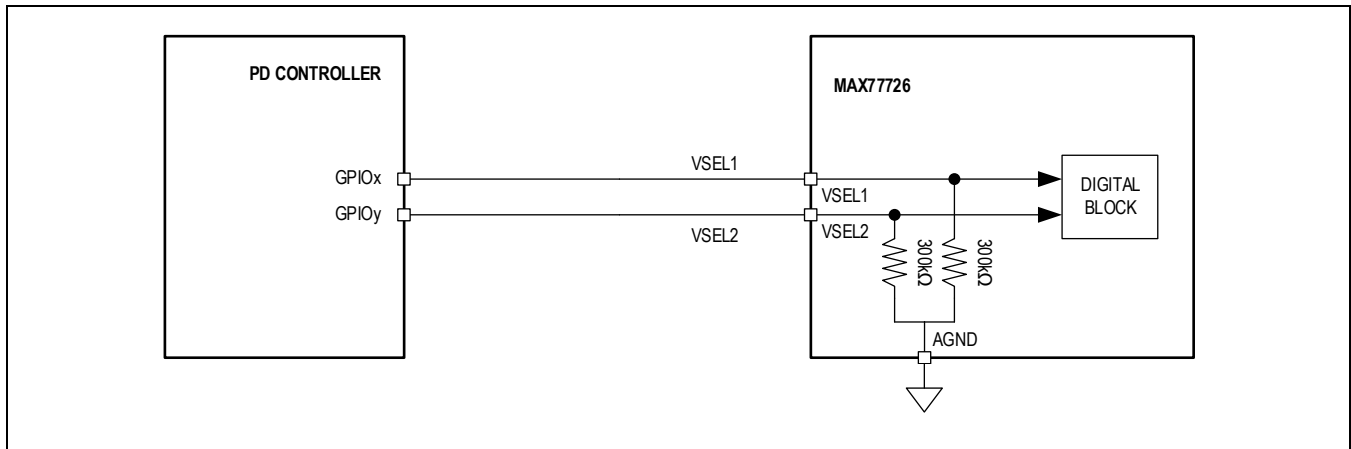 PD CONTROLLER
MAX77726
VSEL1
GPIOx
VSEL1
DIGITAL
BLOCK
GPIOy
VSEL2
VSEL2
300kΩ
300kΩ
AGND